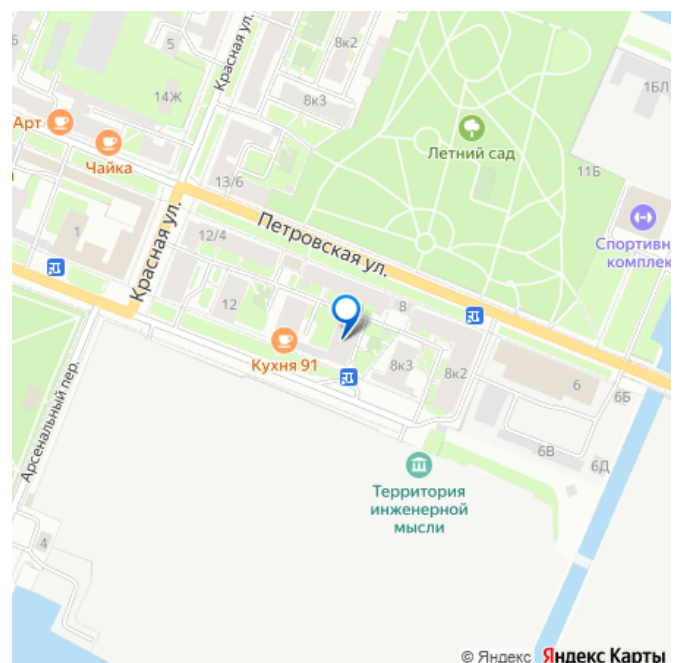 5
8к2
Красная ул.
14Ж
8к3
1БЛ
Арт
Чайка
Летний сад
13/6
11Б
Петровская ул.
Спортивн
комплек
12/4
1
Красная ул.
12
8
Кухня 91
8к3
8к2
6
6Б
Арсенальный пер.
6В
6Д
Территория
инженерной
мысли
4
© Яндекс Яндекс Карты